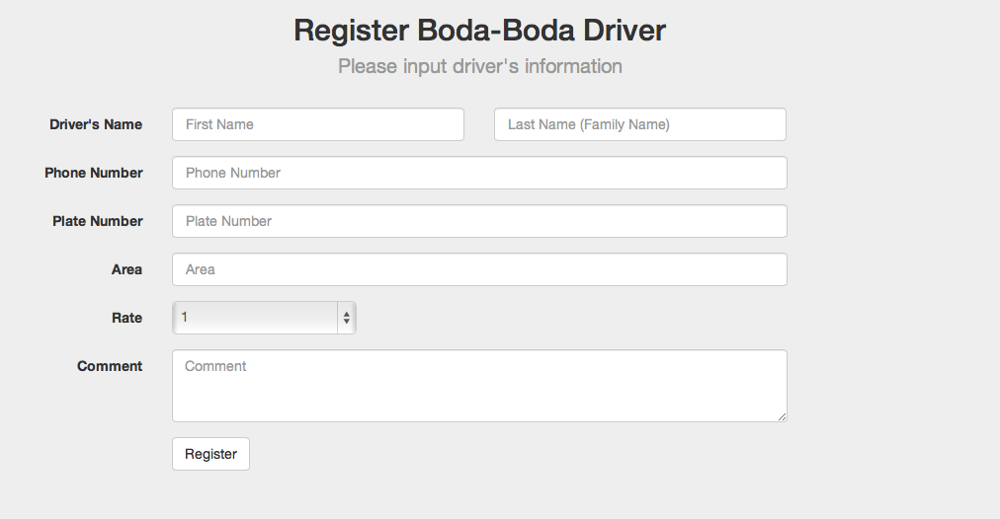 Register Boda-Boda Driver
Please input driver's information
Driver's Name First Name Last Name (Family Name)
Phone Number Phone Number
Plate Number Plate Number
Area Area
Rate 1
Comment Comment
Register